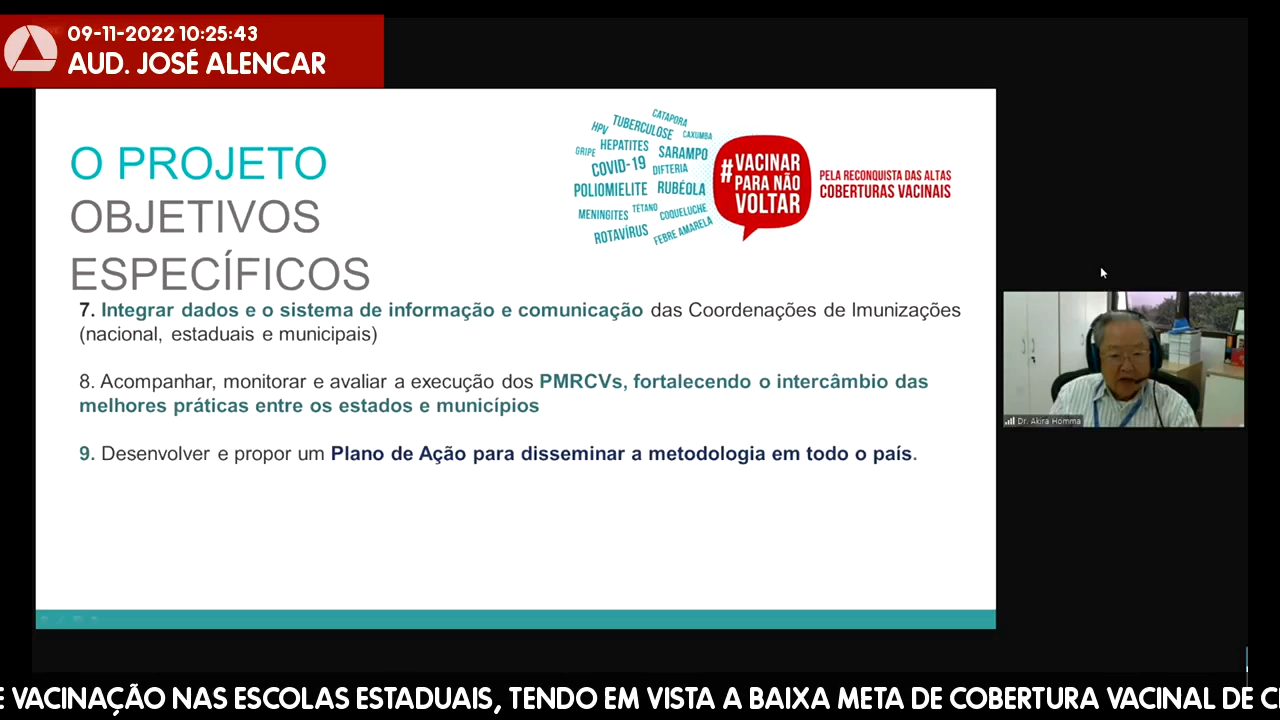 09-11-2022 10:25:43
AUD. JOSÉ ALENCAR
O PROJETO
OBJETIVOS
ESPECÍFICOS
CATAPORA
HPV
TUBERCULOSE
CAXUMBA
GRIPE
HEPATITES
SARAMPO
COVID-19
DIFTERIA
POLIOMIELITE
RUBÉOLA
MENINGITES
TÉTANO
COQUELUCHE
ROTAVÍRUS
FEBRE AMARELA
#VACINAR
PARA NÃO
VOLTAR
PELA RECONQUISTA DAS ALTAS
COBERTURAS VACINAIS
7. Integrar dados e o sistema de informação e comunicação das Coordenações de Imunizações
(nacional, estaduais e municipais)
8. Acompanhar, monitorar e avaliar a execução dos PMRCVs, fortalecendo o intercâmbio das
melhores práticas entre os estados e municípios
9. Desenvolver e propor um Plano de Ação para disseminar a metodologia em todo o país.
Dr. Akira Homma
E VACINAÇÃO NAS ESCOLAS ESTADUAIS, TENDO EM VISTA A BAIXA META DE COBERTURA VACINAL DE C